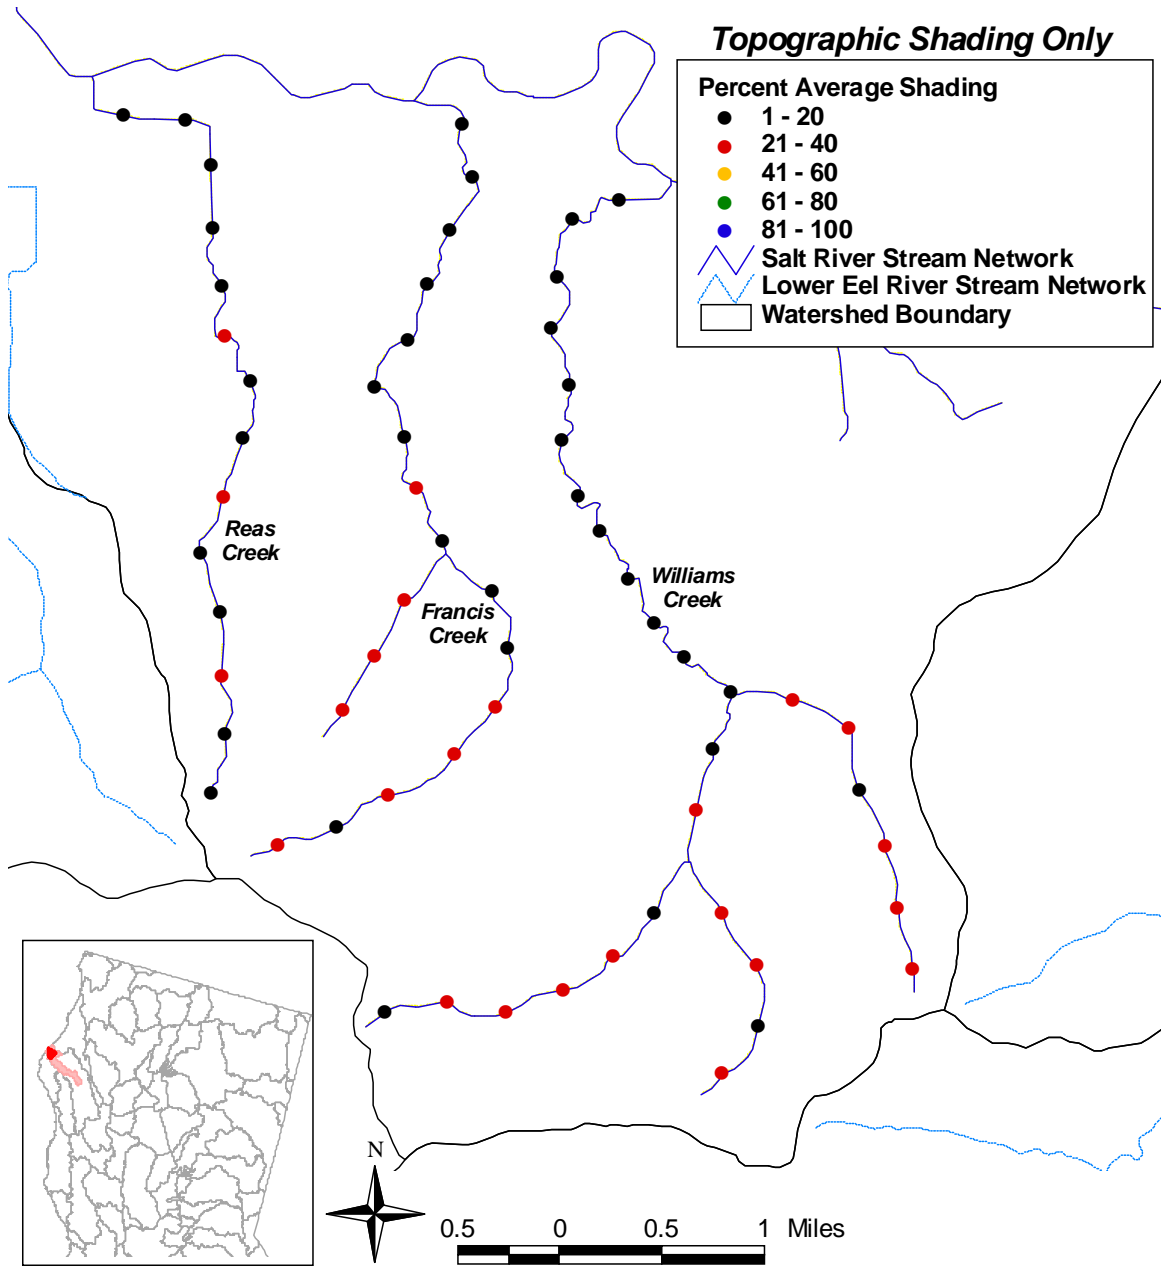 Topographic Shading Only
Percent Average Shading
1 - 20
21 - 40
41 - 60
61 - 80
81 - 100
Salt River Stream Network
Lower Eel River Stream Network
Watershed Boundary
Reas
Creek
Francis
Creek
Williams
Creek
N
0.5 0 0.5 1 Miles